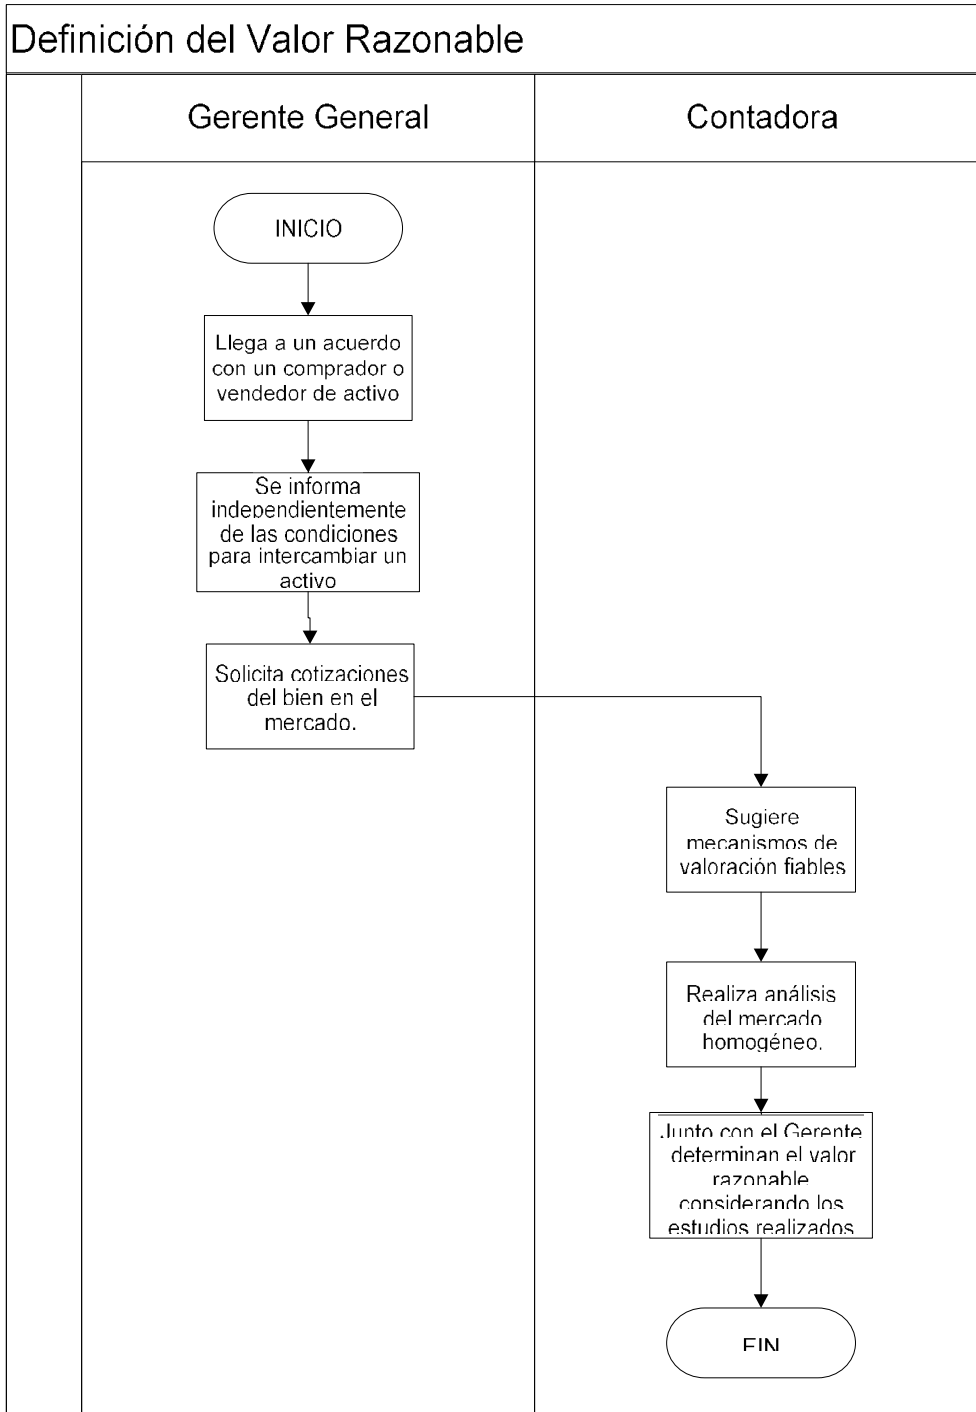 Definición del Valor Razonable
Gerente General
Contadora
INICIO
Llega a un acuerdo
con un comprador o
vendedor de activo
Se informa
independientemente
de las condiciones
para intercambiar un
activo
Solicita cotizaciones
del bien en el
mercado.
Sugiere
mecanismos de
valoración fiables
Realiza análisis
del mercado
homogéneo.
Junto con el Gerente
determinan el valor
razonable
considerando los
estudios realizados
FIN